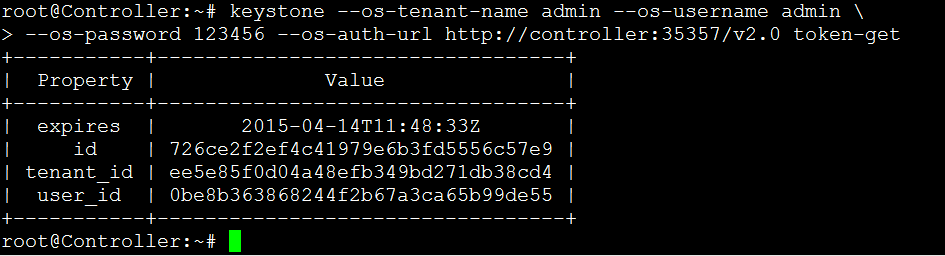 root@Controller:~# keystone --os-tenant-name admin --os-username admin \
> --os-password 123456 --os-auth-url http://controller:35357/v2.0 token-get
+-----------+----------------------------------+
|  Property |              Value               |
+-----------+----------------------------------+
|  expires  |       2015-04-14T11:48:33Z       |
|     id    | 726ce2f2ef4c41979e6b3fd5556c57e9 |
| tenant_id | ee5e85f0d04a48efb349bd271db38cd4 |
|  user_id  | 0be8b363868244f2b67a3ca65b99de55 |
+-----------+----------------------------------+
root@Controller:~#